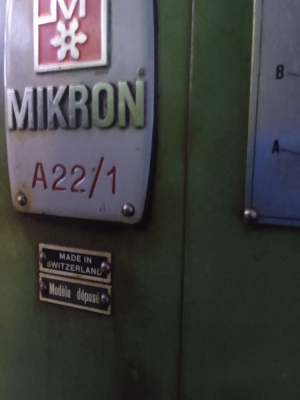 M
MIKRON
A22/1
MADE IN
SWITZERLAND
Modèle déposé
B
A